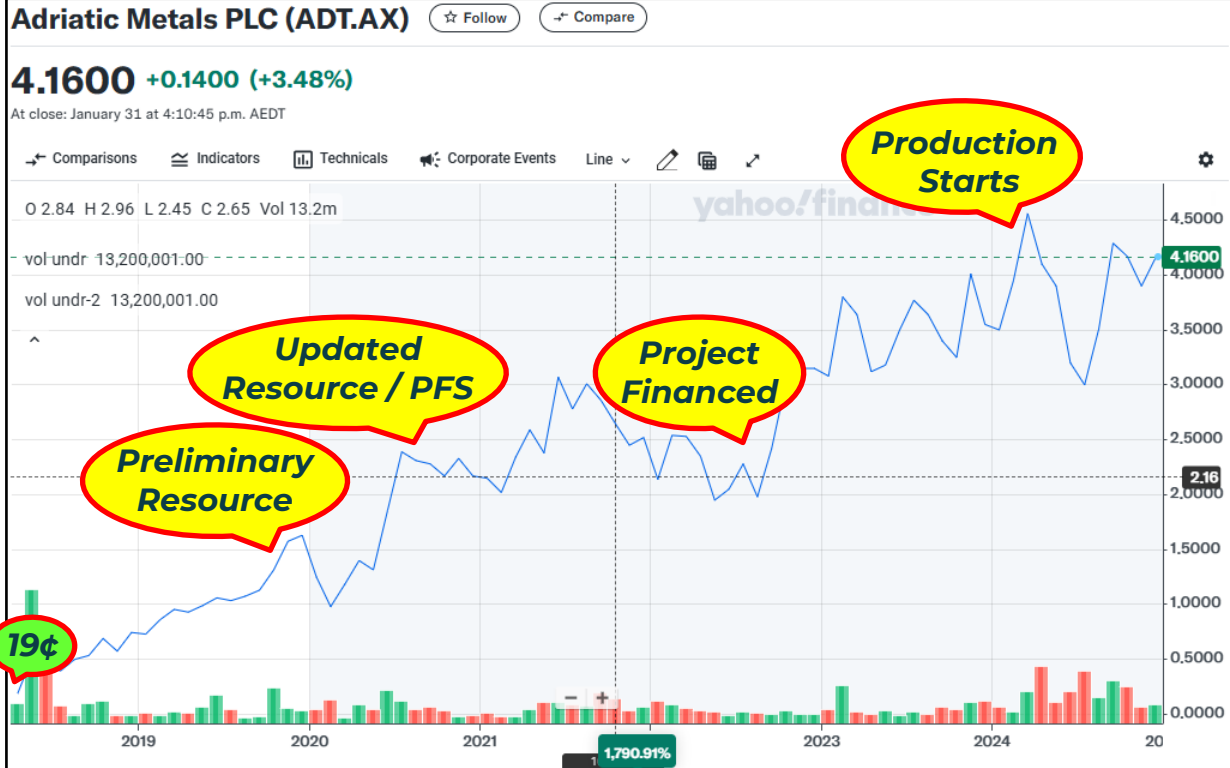 Adriatic Metals PLC (ADT.AX) ☆ Follow Compare
4.1600 +0.1400 (+3.48%)
At close: January 31 at 4:10:45 p.m. AEDT
Comparisons Indicators Technicals Corporate Events Line
Production
Starts
yahoo!finance
O 2.84 H 2.96 L 2.45 C 2.65 Vol 13.2m
4.5000
vol undr 13,200,001.00
4.1600
4.0000
vol undr-2 13,200,001.00
3.5000
Updated
Resource / PFS
Project
Financed
3.0000
2.5000
Preliminary
Resource
2.16
2.0000
1.5000
1.0000
19¢
0.5000
− +
0.0000
2019 2020 2021 2023 2024 20
1,790.91%